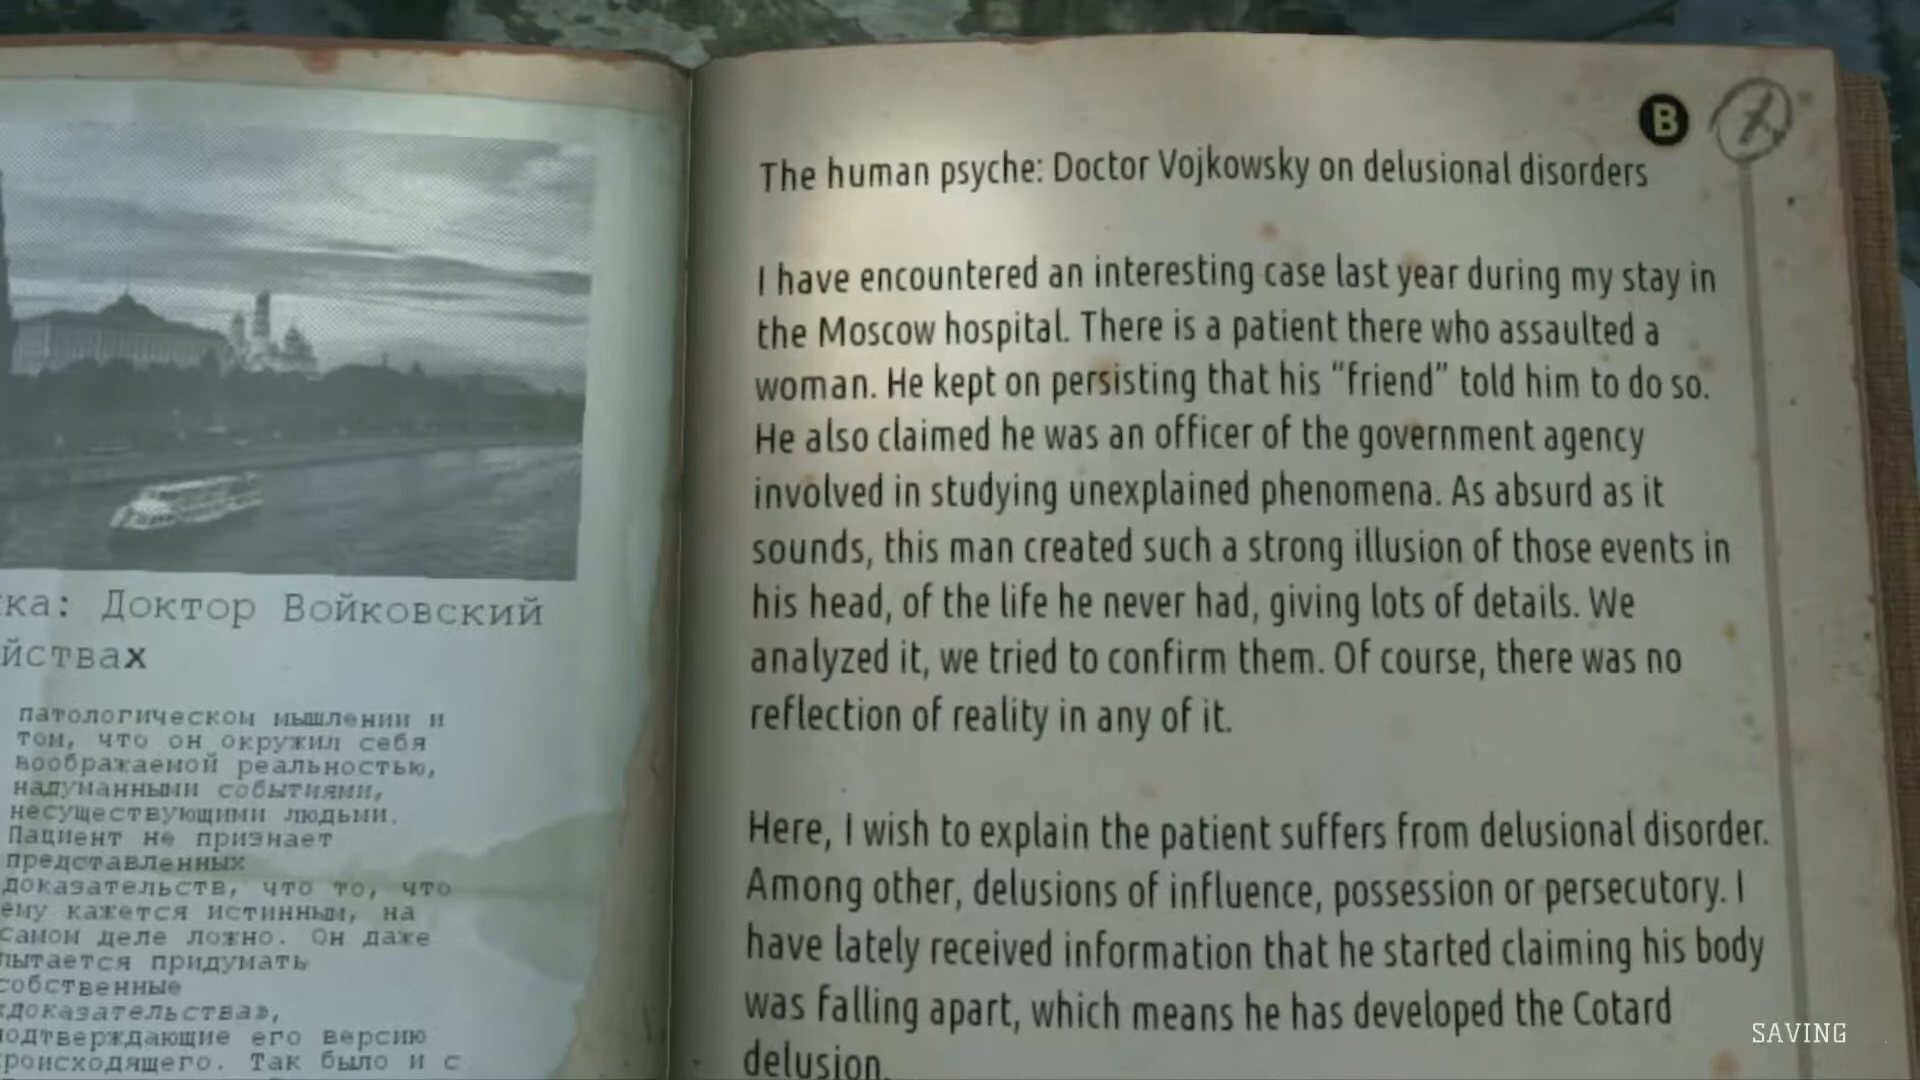 Доктор Войковский
патологическом мышлении и
том, что он окружил себя
воображаемой реальностью,
надуманными событиями,
несуществующими людьми.
Пациент не признает
представленных
доказательств, что то, что
ему кажется истинным, на
самом деле ложно. Он даже
пытается придумать
собственные
«доказательства»,
подтверждающие его версию
происходящего. Так было и с
B
The human psyche: Doctor Vojkowsky on delusional disorders
I have encountered an interesting case last year during my stay in
the Moscow hospital. There is a patient there who assaulted a
woman. He kept on persisting that his “friend” told him to do so.
He also claimed he was an officer of the government agency
involved in studying unexplained phenomena. As absurd as it
sounds, this man created such a strong illusion of those events in
his head, of the life he never had, giving lots of details. We
analyzed it, we tried to confirm them. Of course, there was no
reflection of reality in any of it.
Here, I wish to explain the patient suffers from delusional disorder.
Among other, delusions of influence, possession or persecutory. I
have lately received information that he started claiming his body
was falling apart, which means he has developed the Cotard
delusion.
SAVING